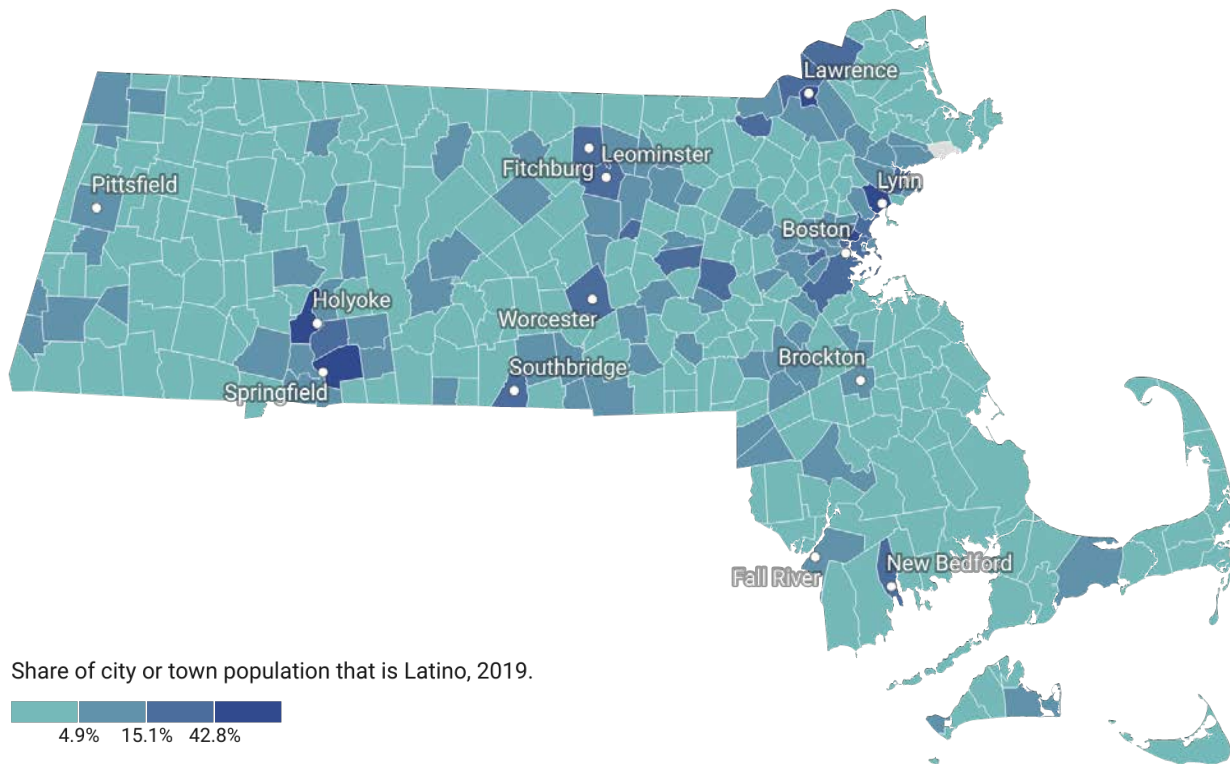 Lawrence
Leominster
Fitchburg
Pittsfield
Lynn
Boston
Holyoke
Worcester
Southbridge
Brockton
Springfield
New Bedford
Fall River
Share of city or town population that is Latino, 2019.
4.9% 15.1% 42.8%